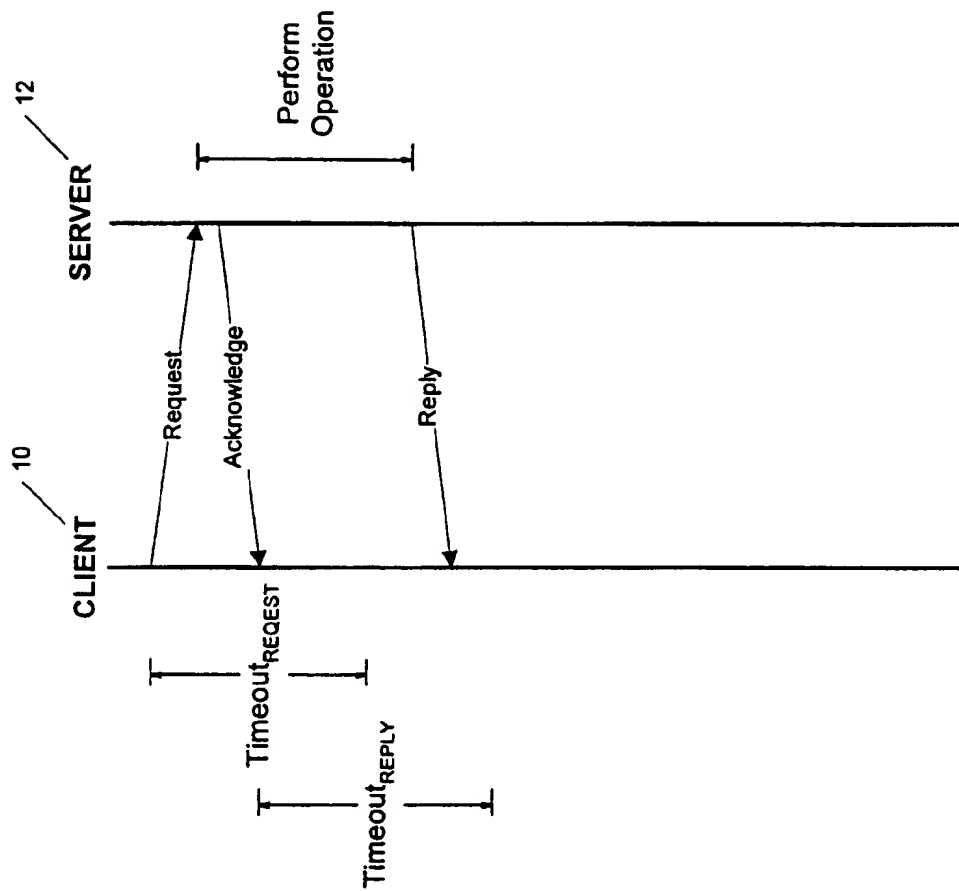 10
12
CLIENT
SERVER
Request
Acknowledge
Reply
Perform
Operation
TimeoutREQEST
TimeoutREPLY